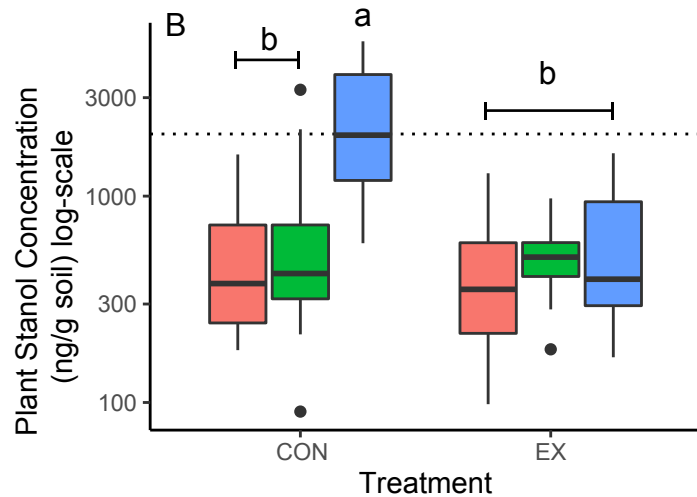 B
a
b
b
3000
1000
300
100
Plant Stanol Concentration
(ng/g soil) log-scale
CON
EX
Treatment